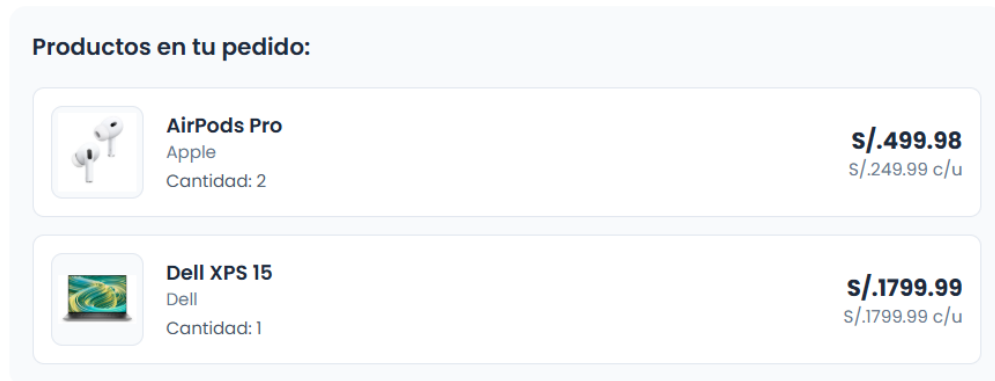 Productos en tu pedido:
AirPods Pro
Apple
Cantidad: 2
S/.499.98
S/.249.99 c/u
Dell XPS 15
Dell
Cantidad: 1
S/.1799.99
S/.1799.99 c/u